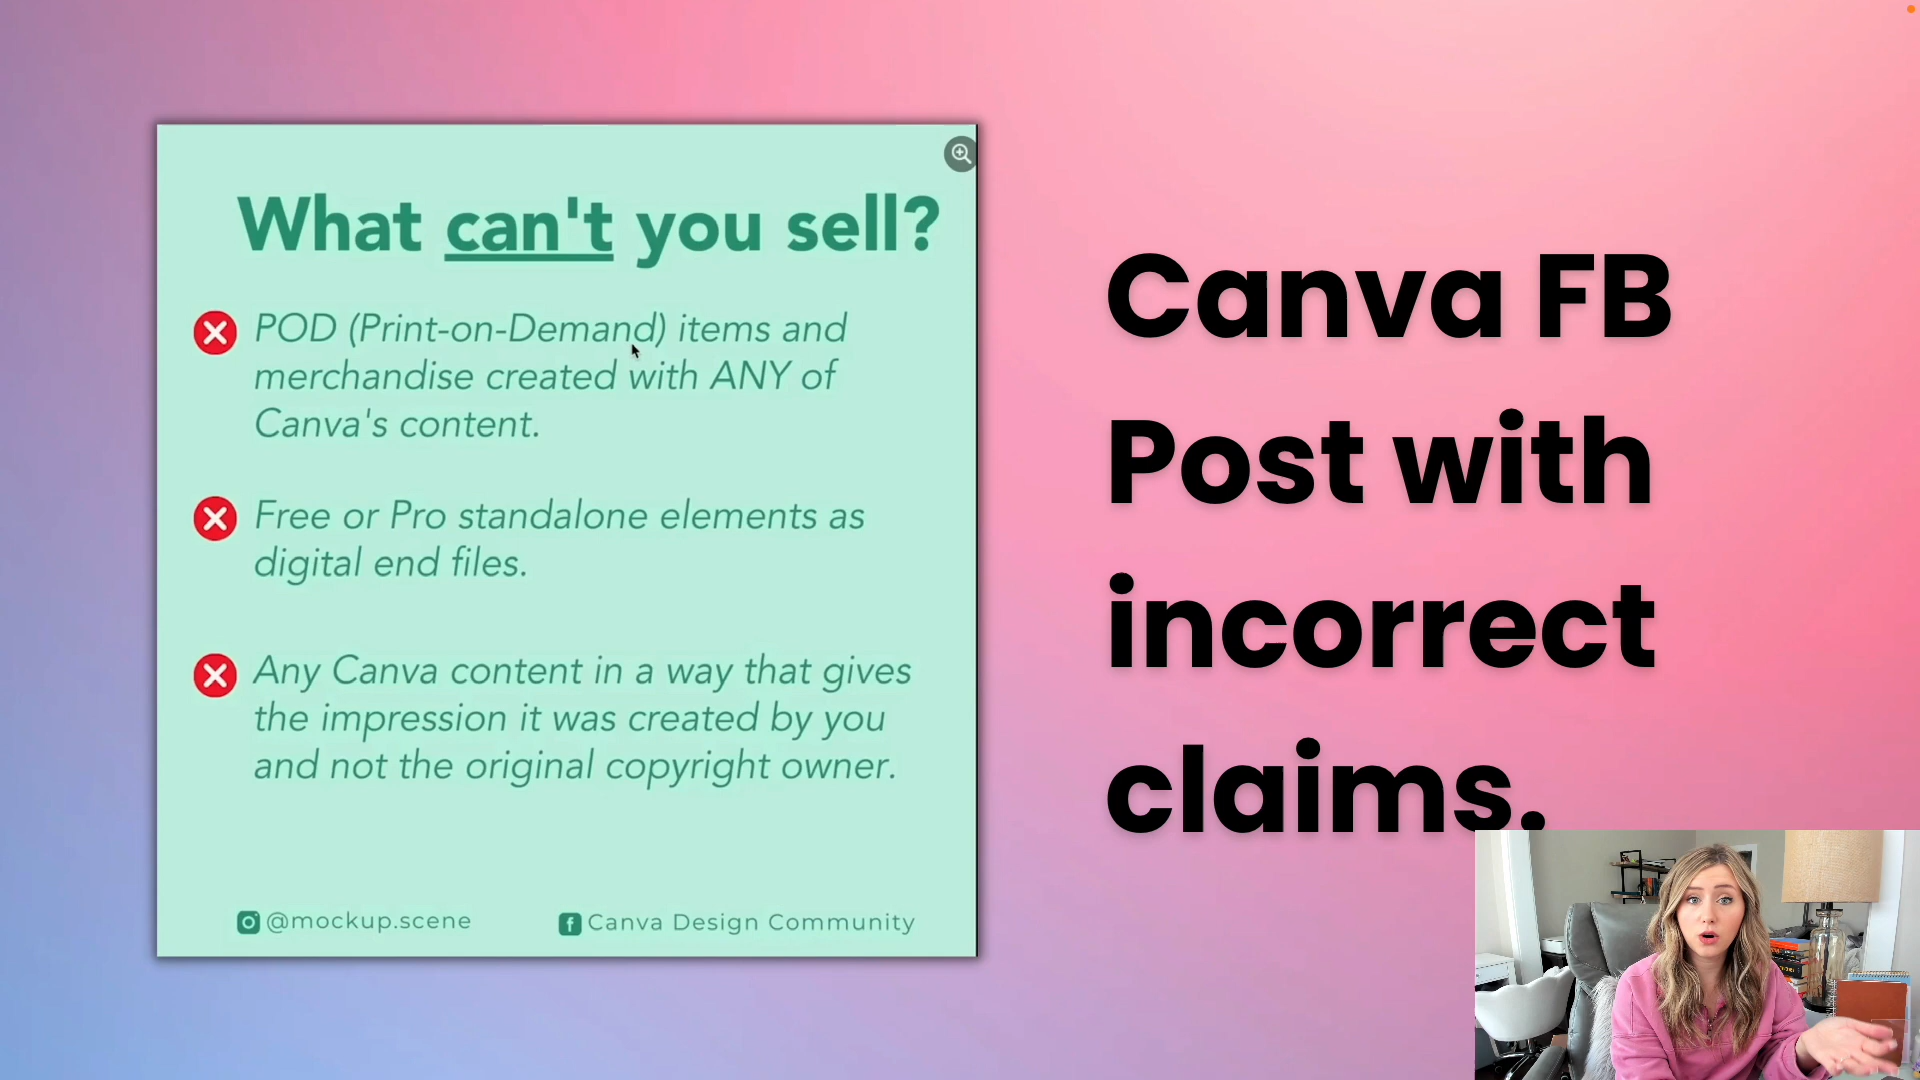 What can't you sell?
POD (Print-on-Demand) items and
merchandise created with ANY of
Canva's content.
Free or Pro standalone elements as
digital end files.
Any Canva content in a way that gives
the impression it was created by you
and not the original copyright owner.
@mockup.scene
Canva Design Community
Canva FB
Post with
incorrect
claims.